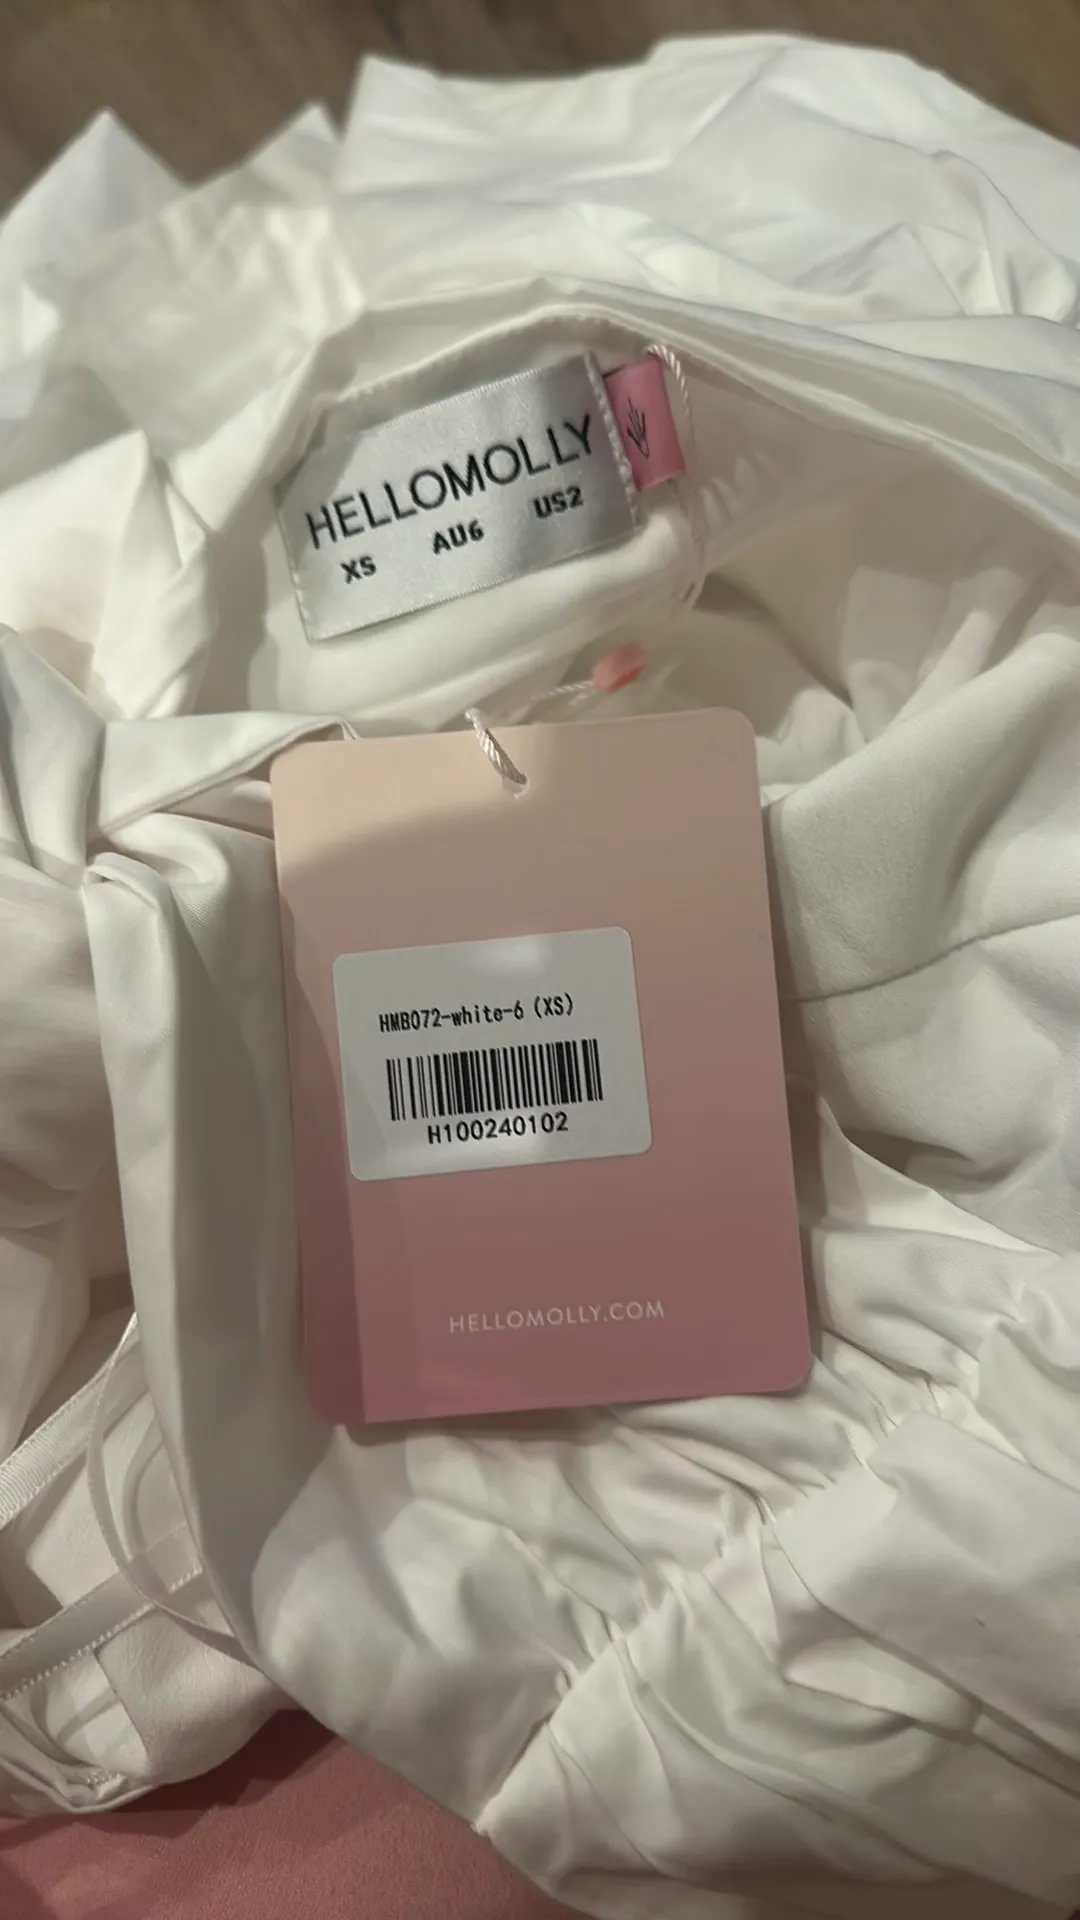 HELLOMOLLY
XS AU6 US2
HMB072-white-6 (XS)
H100240102
HELLOMOLLY.COM